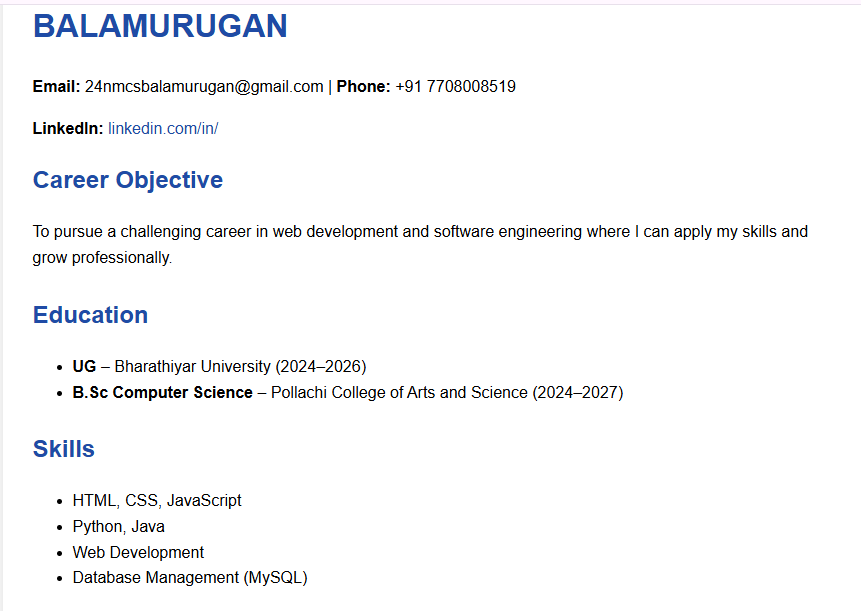 BALAMURUGAN
Email: 24nmcsbalamurugan@gmail.com | Phone: +91 7708008519
LinkedIn: linkedin.com/in/
Career Objective
To pursue a challenging career in web development and software engineering where I can apply my skills and
grow professionally.
Education
• UG – Bharathiyar University (2024–2026)
• B.Sc Computer Science – Pollachi College of Arts and Science (2024–2027)
Skills
• HTML, CSS, JavaScript
• Python, Java
• Web Development
• Database Management (MySQL)